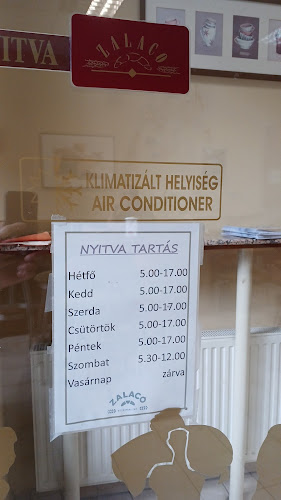 ITVA
ZALACO
KLIMATIZÁLT HELYISÉG
AIR CONDITIONER
NYITVA TARTÁS
Hétfő 5.00-17.00
Kedd 5.00-17.00
Szerda 5.00-17.00
Csütörtök 5.00-17.00
Péntek 5.00-17.00
Szombat 5.30-12.00
Vasárnap zárva
ZALACO